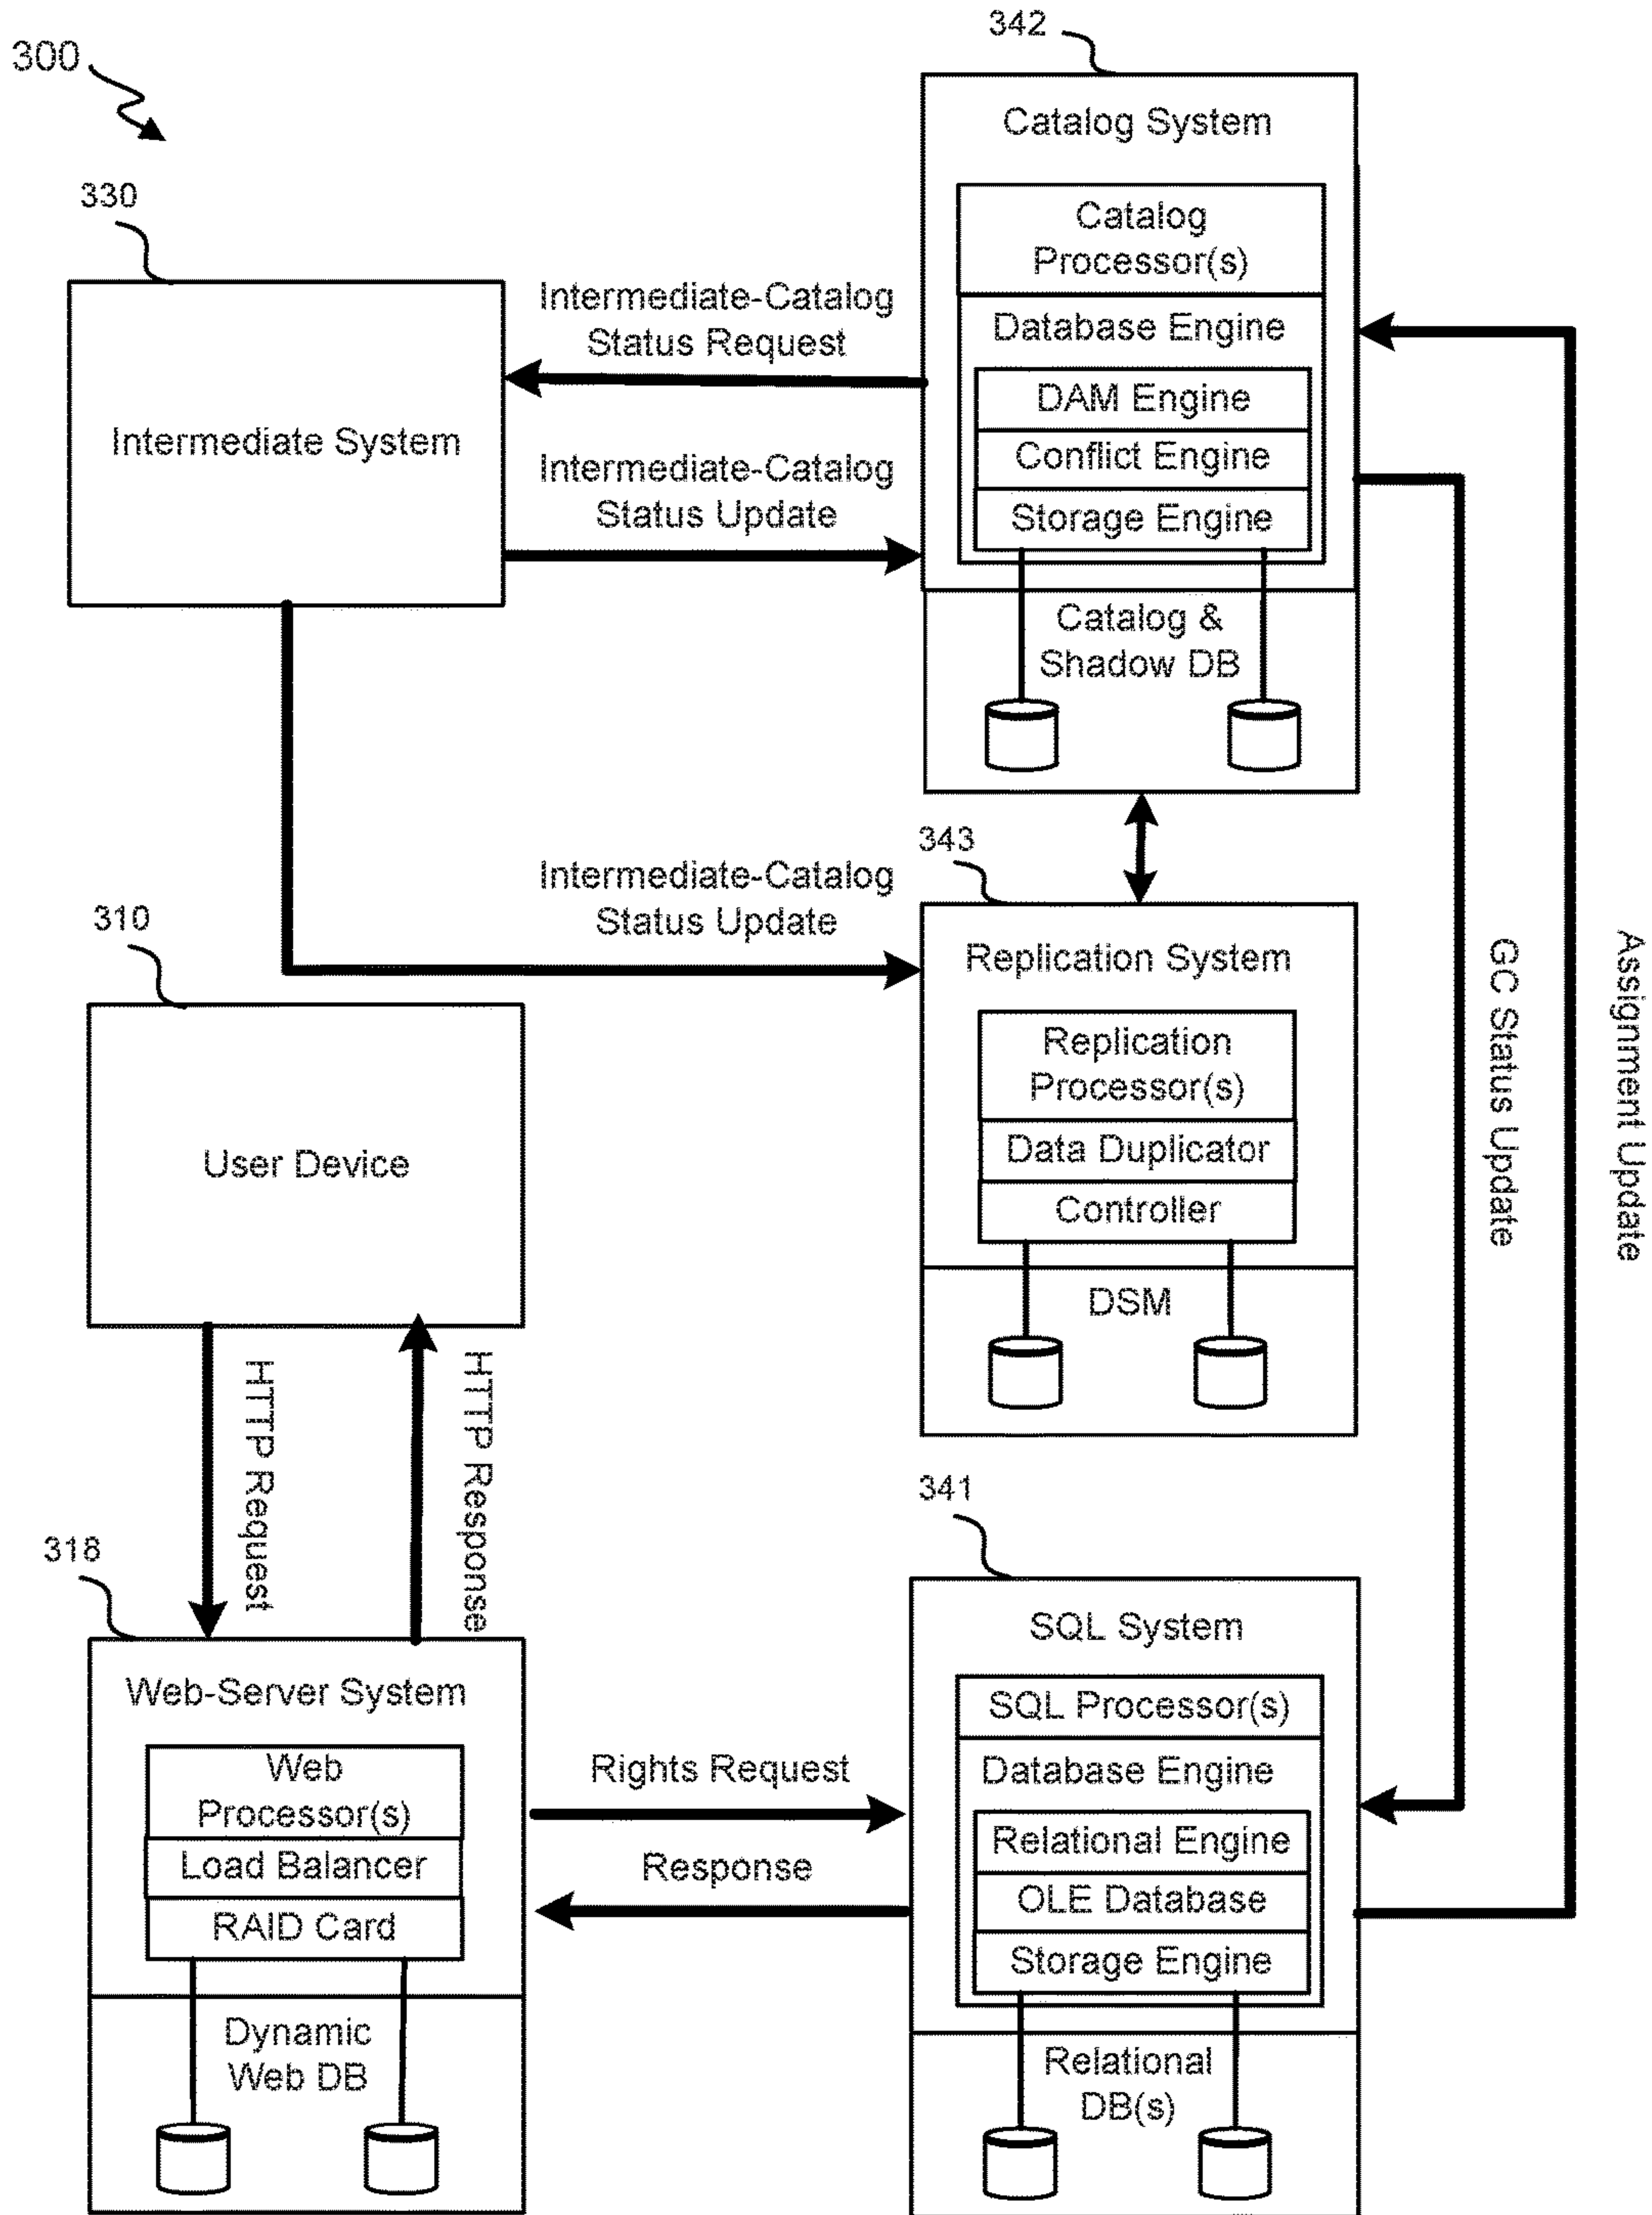 300
342
Catalog System
Catalog
Processor(s)
Database Engine
DAM Engine
Conflict Engine
Storage Engine
Catalog &
Shadow DB
330
Intermediate System
Intermediate-Catalog
Status Request
Intermediate-Catalog
Status Update
Intermediate-Catalog
Status Update
343
Replication System
Replication
Processor(s)
Data Duplicator
Controller
DSM
GC Status Update
Assignment Update
310
User Device
HTTP Request
HTTP Response
318
Web-Server System
Web
Processor(s)
Load Balancer
RAID Card
Dynamic
Web DB
Rights Request
Response
341
SQL System
SQL Processor(s)
Database Engine
Relational Engine
OLE Database
Storage Engine
Relational
DB(s)